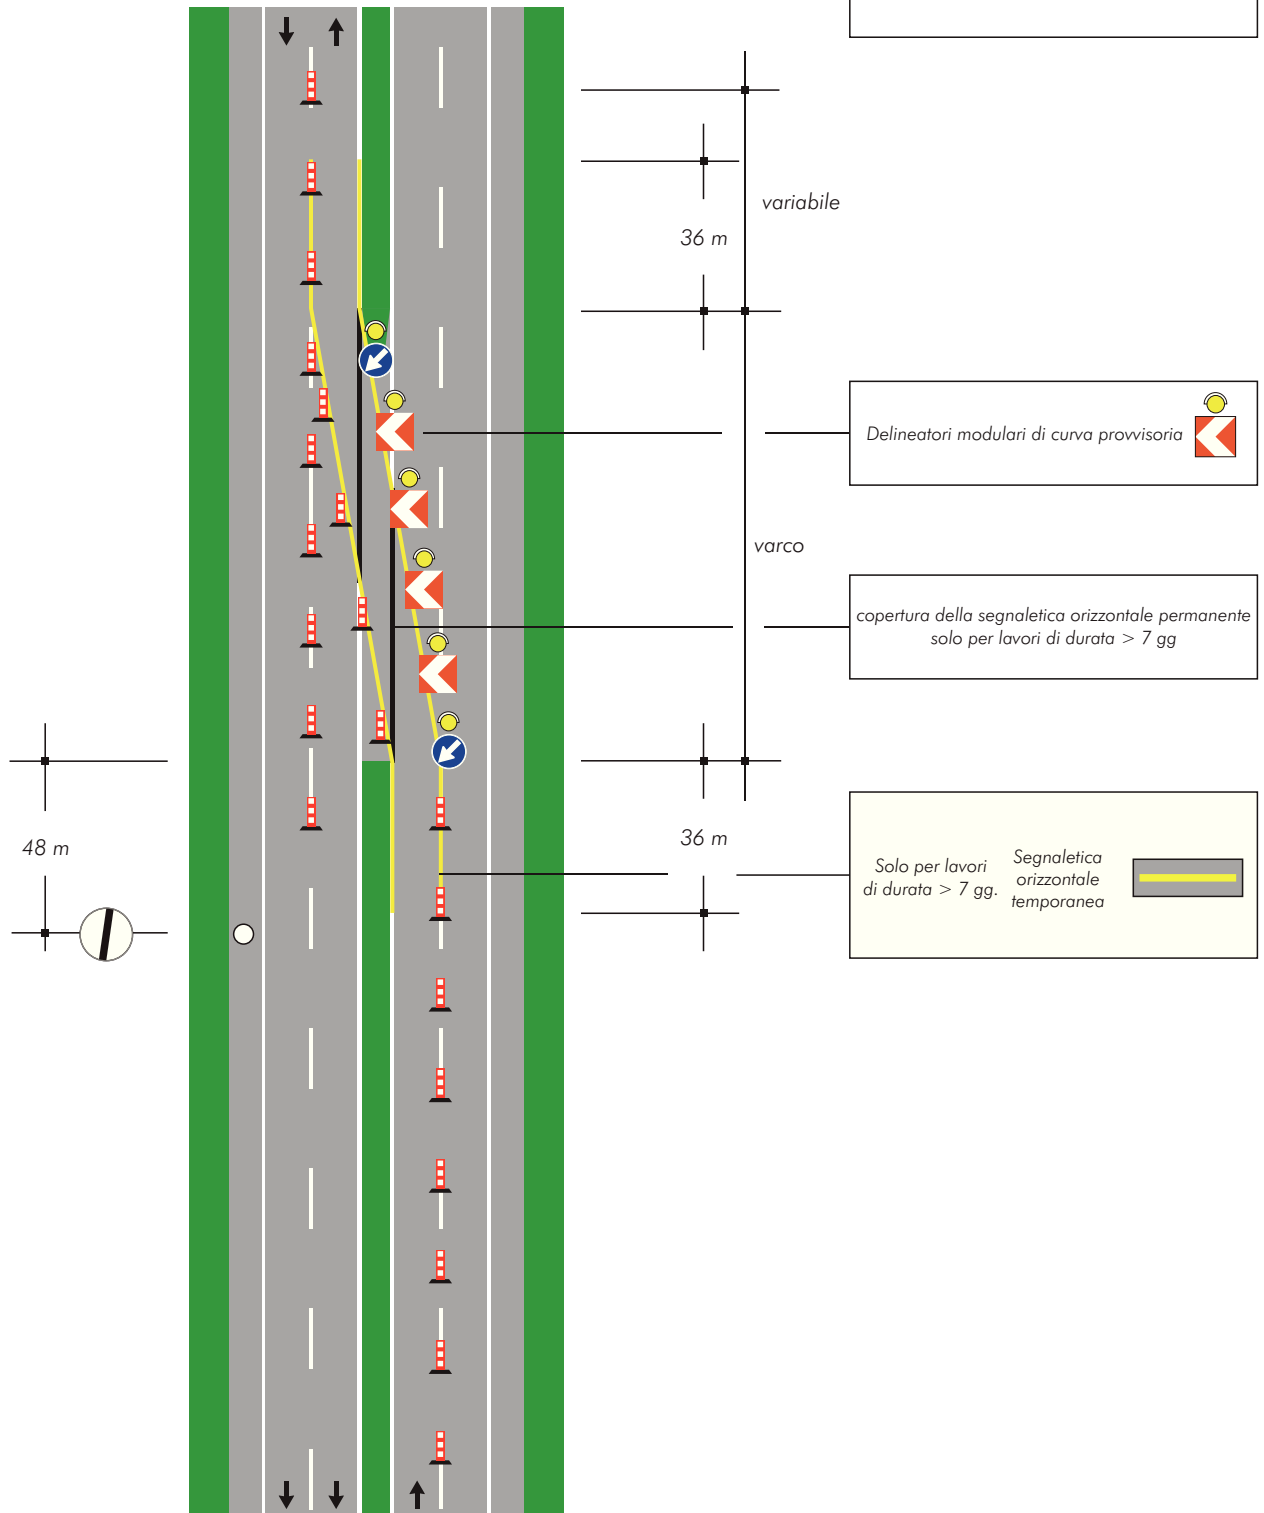 variabile
36 m
Delineatori modulari di curva provvisoria
varco
copertura della segnaletica orizzontale permanente
solo per lavori di durata > 7 gg
48 m
36 m
Solo per lavori
di durata > 7 gg.
Segnaletica
orizzontale
temporanea